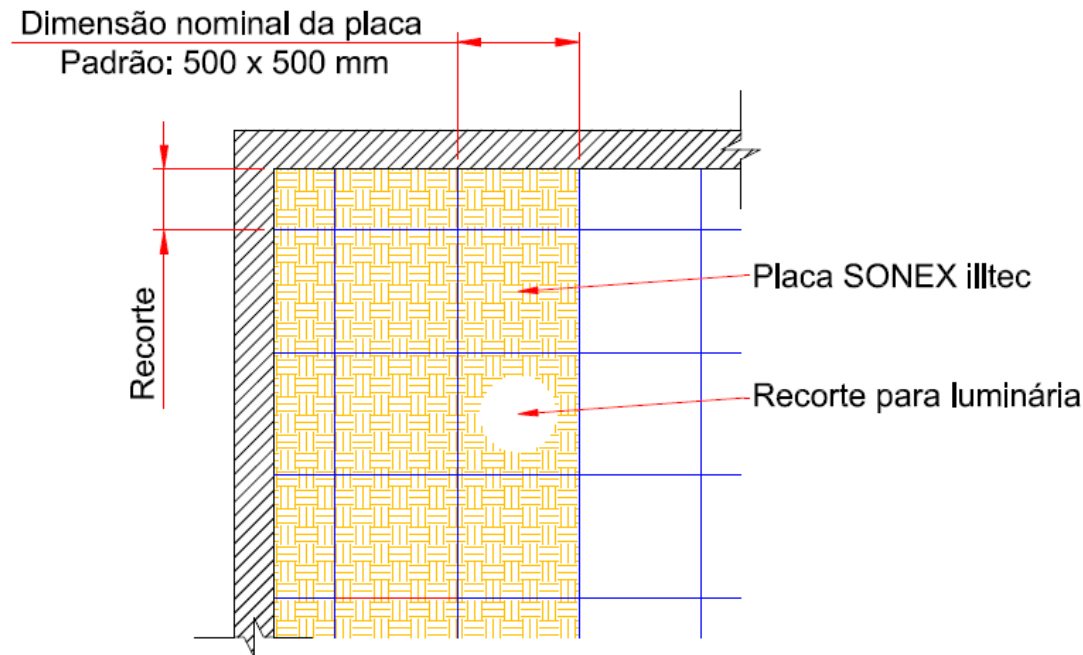 Dimensão nominal da placa
Padrão: 500 x 500 mm
Recorte
Placa SONEX illtec
Recorte para luminária